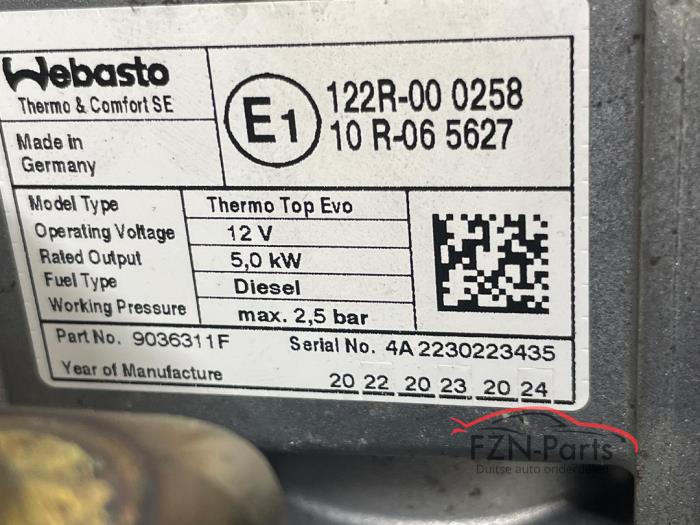 Webasto
Thermo & Comfort SE
Made in
Germany
E1
122R-00 0258
10 R-06 5627
Model Type Thermo Top Evo
Operating Voltage 12 V
Rated Output 5,0 kW
Fuel Type Diesel
Working Pressure max. 2,5 bar
Part No. 9036311F Serial No. 4A2230223435
Year of Manufacture 20 22 20 23 20 24
FZN-Parts
Duitse auto onderdelen